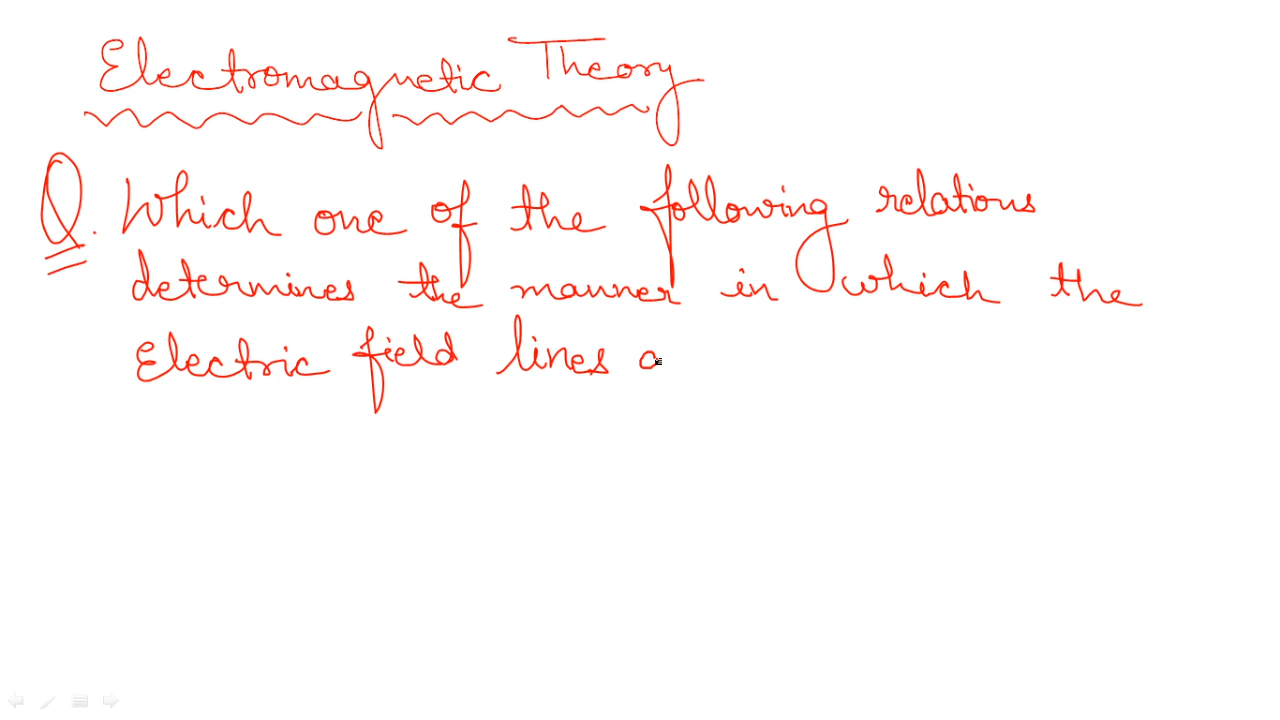 Electromagnetic Theory
Q. Which one of the following relations
determines the manner in which the
Electric field lines a